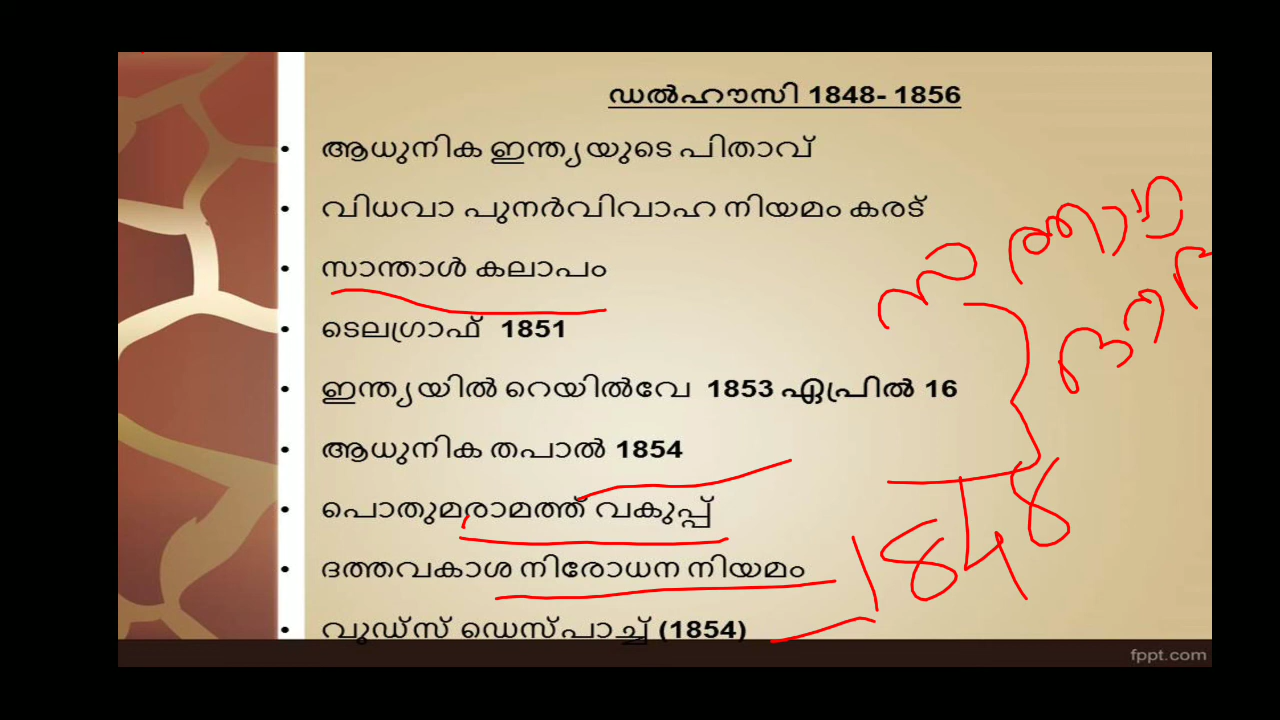 ഡൽഹൗസി 1848- 1856
• ആധുനിക ഇന്ത്യയുടെ പിതാവ്
• വിധവാ പുനർവിവാഹ നിയമം കരട്
• സാന്താൾ കലാപം
• ടെലഗ്രാഫ് 1851
• ഇന്ത്യയിൽ റെയിൽവേ 1853 ഏപ്രിൽ 16
• ആധുനിക തപാൽ 1854
• പൊതുമരാമത്ത് വകുപ്പ്
• ദത്തവകാശ നിരോധന നിയമം
1848
• വുഡ്സ് ഡെസ്പാച്ച് (1854)
fppt.com